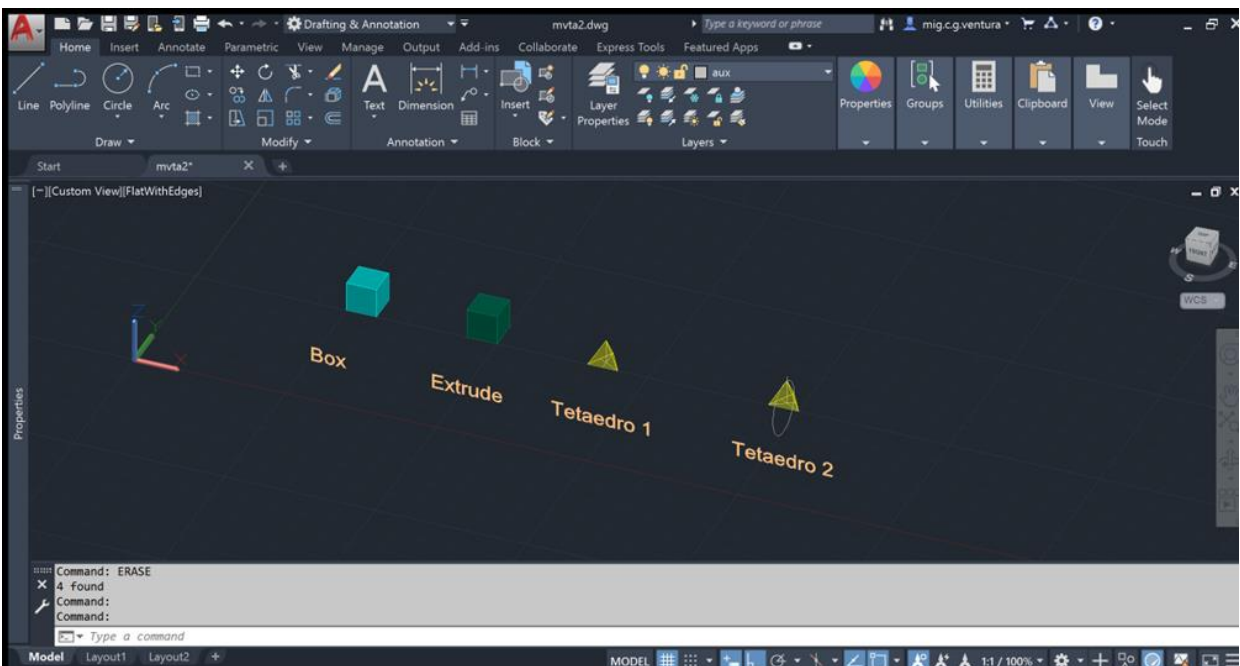 A
Drafting & Annotation
mvta2.dwg
Type a keyword or phrase
mig.c.g.ventura
Home Insert Annotate Parametric View Manage Output Add-ins Collaborate Express Tools Featured Apps
aux
Line Polyline Circle Arc Text Dimension Insert Layer Properties Properties Groups Utilities Clipboard View Select Mode
Draw Modify Annotation Block Layers Touch
Start mvta2* +
[−][Custom View][FlatWithEdges]
TOP
FRONT
W
S
E
WCS
Z
Y
X
Box
Extrude
Tetaedro 1
Tetaedro 2
Properties
Command: ERASE
4 found
Command:
Command:
Type a command
Model Layout1 Layout2 +
MODEL 1:1 / 100%